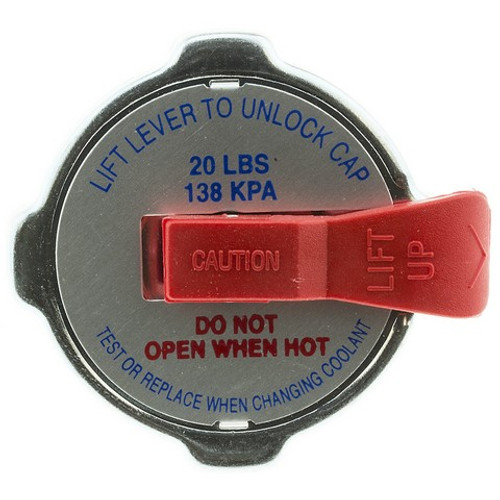 LIFT LEVER TO UNLOCK CAP
20 LBS
138 KPA
CAUTION
LIFT
UP
DO NOT
OPEN WHEN HOT
TEST OR REPLACE WHEN CHANGING COOLANT